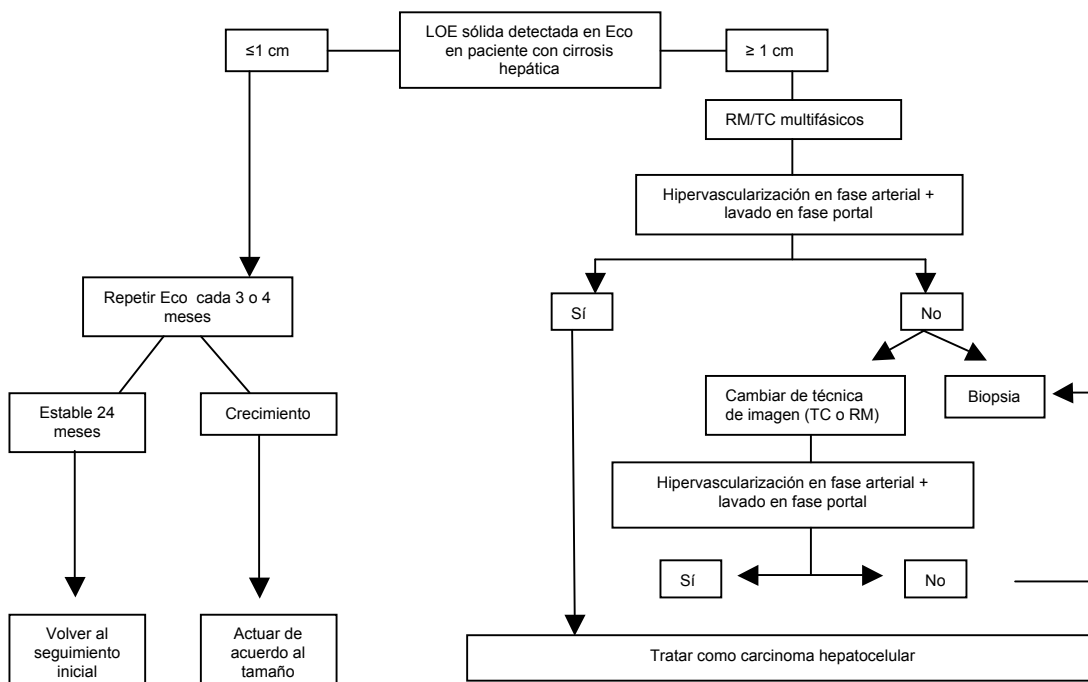 LOE sólida detectada en Eco
en paciente con cirrosis
hepática
≤1 cm
≥ 1 cm
RM/TC multifásicos
Hipervascularización en fase arterial +
lavado en fase portal
Repetir Eco cada 3 o 4
meses
Sí
No
Estable 24
meses
Crecimiento
Cambiar de técnica
de imagen (TC o RM)
Biopsia
Hipervascularización en fase arterial +
lavado en fase portal
Sí
No
Volver al
seguimiento
inicial
Actuar de
acuerdo al
tamaño
Tratar como carcinoma hepatocelular